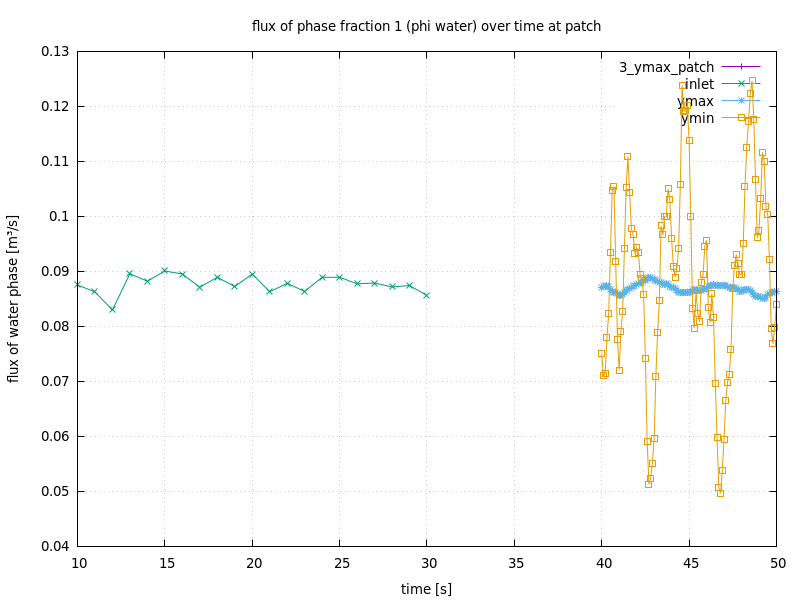 flux of phase fraction 1 (phi water) over time at patch
0.13
0.12
0.11
0.1
0.09
0.08
0.07
0.06
0.05
0.04
flux of water phase [m³/s]
3_ymax_patch
inlet
ymax
ymin
10 15 20 25 30 35 40 45 50
time [s]